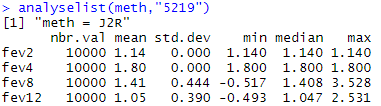 > analyselist(meth,"5219")
[1] "meth = J2R"
nbr.val mean std.dev min median max
fev2 10000 1.14 0.000 1.140 1.140 1.140
fev4 10000 1.80 0.000 1.800 1.800 1.800
fev8 10000 1.41 0.444 -0.517 1.408 3.528
fev12 10000 1.05 0.390 -0.493 1.047 2.531